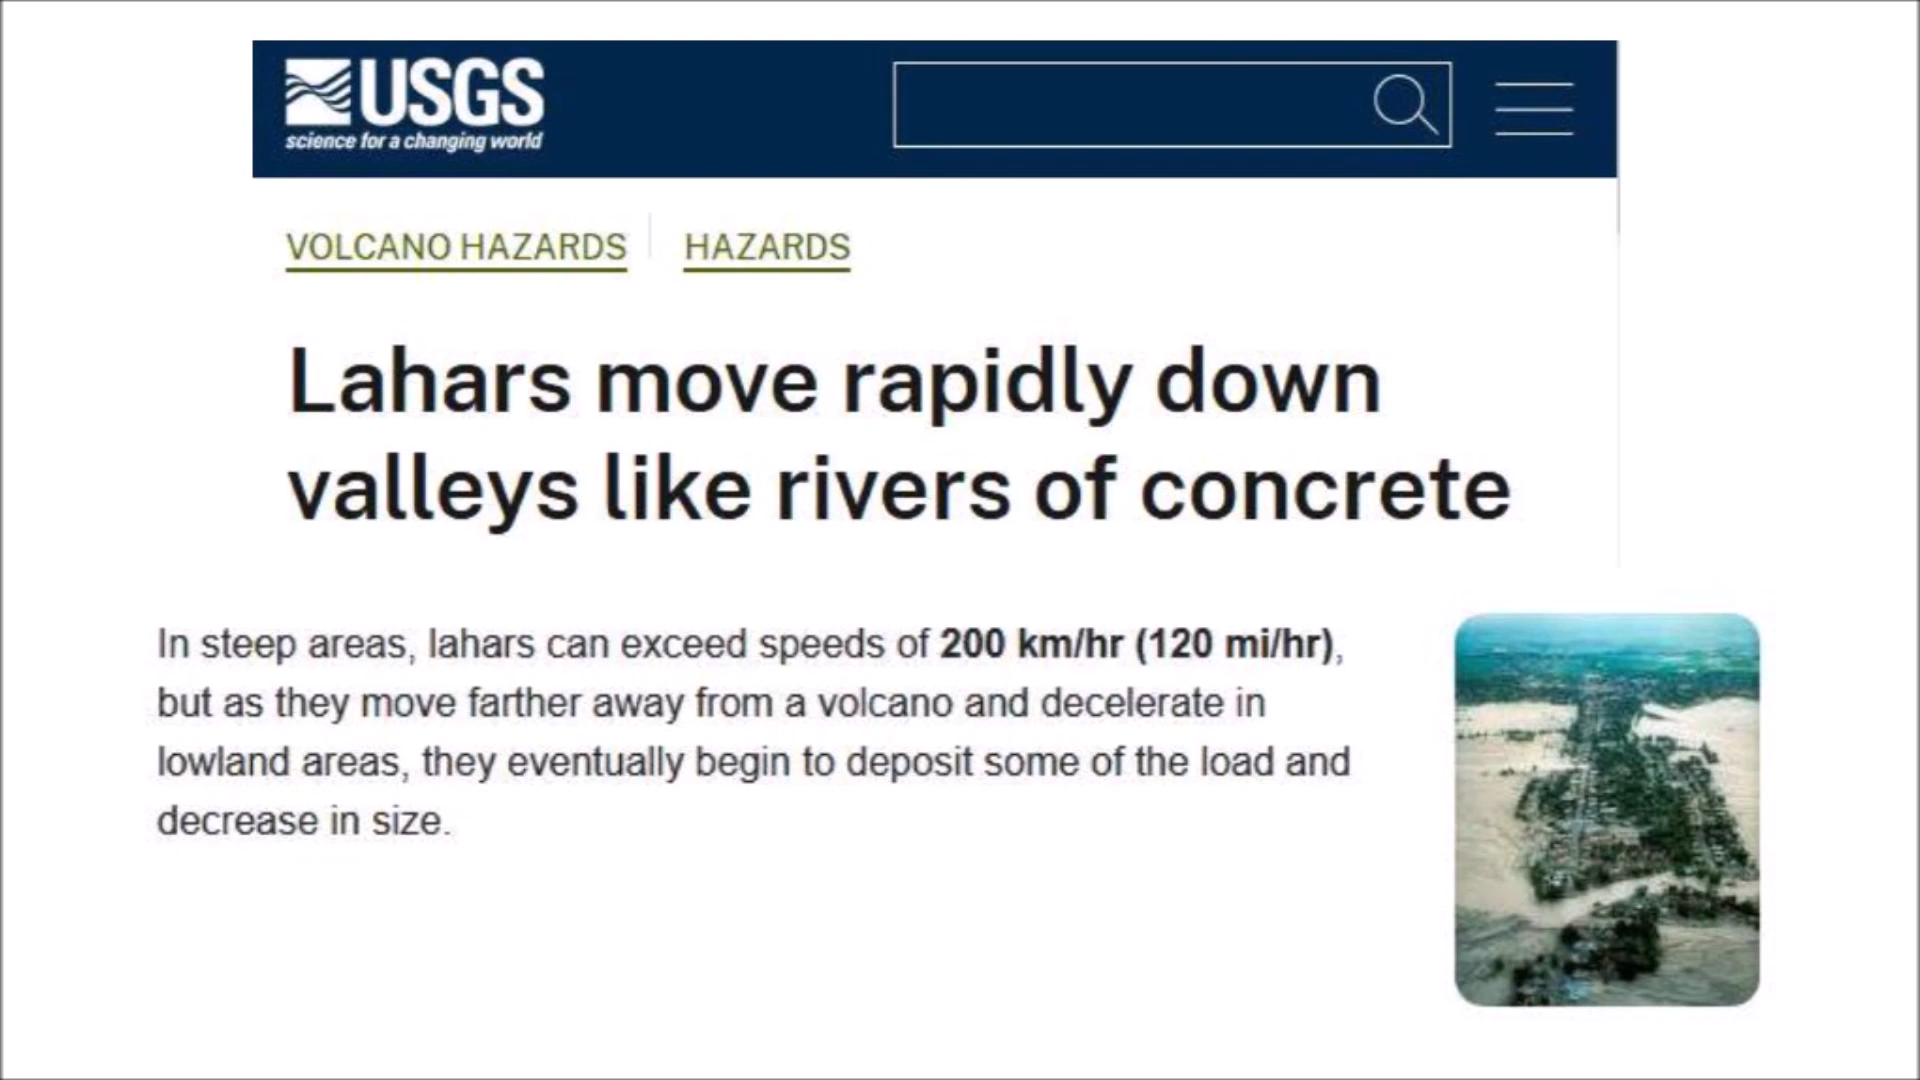 USGS
science for a changing world
VOLCANO HAZARDS HAZARDS
Lahars move rapidly down
valleys like rivers of concrete
In steep areas, lahars can exceed speeds of 200 km/hr (120 mi/hr),
but as they move farther away from a volcano and decelerate in
lowland areas, they eventually begin to deposit some of the load and
decrease in size.